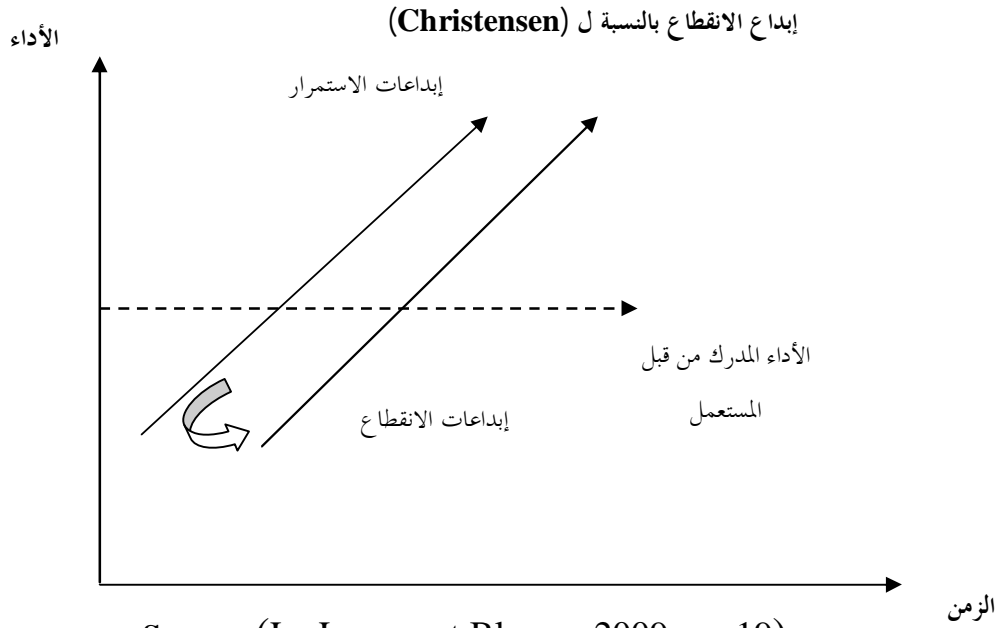 إبداع الانقطاع بالنسبة ل (Christensen)
الأداء
إبداعات الاستمرار
الأداء المدرك من قبل
المستعمل
إبداعات الانقطاع
الزمن